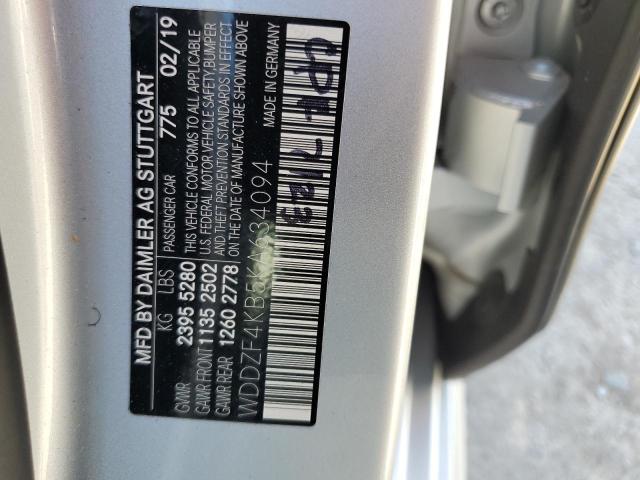 MFD BY DAIMLER AG STUTTGART 775 02/19
KG LBS PASSENGER CAR
GVWR 2395 5280
GAWR FRONT 1135 2502
GAWR REAR 1260 2778
THIS VEHICLE CONFORMS TO ALL APPLICABLE
U.S. FEDERAL MOTOR VEHICLE SAFETY, BUMPER
AND THEFT PREVENTION STANDARDS IN EFFECT
ON THE DATE OF MANUFACTURE SHOWN ABOVE
WDDZF4KB5KA634094 MADE IN GERMANY